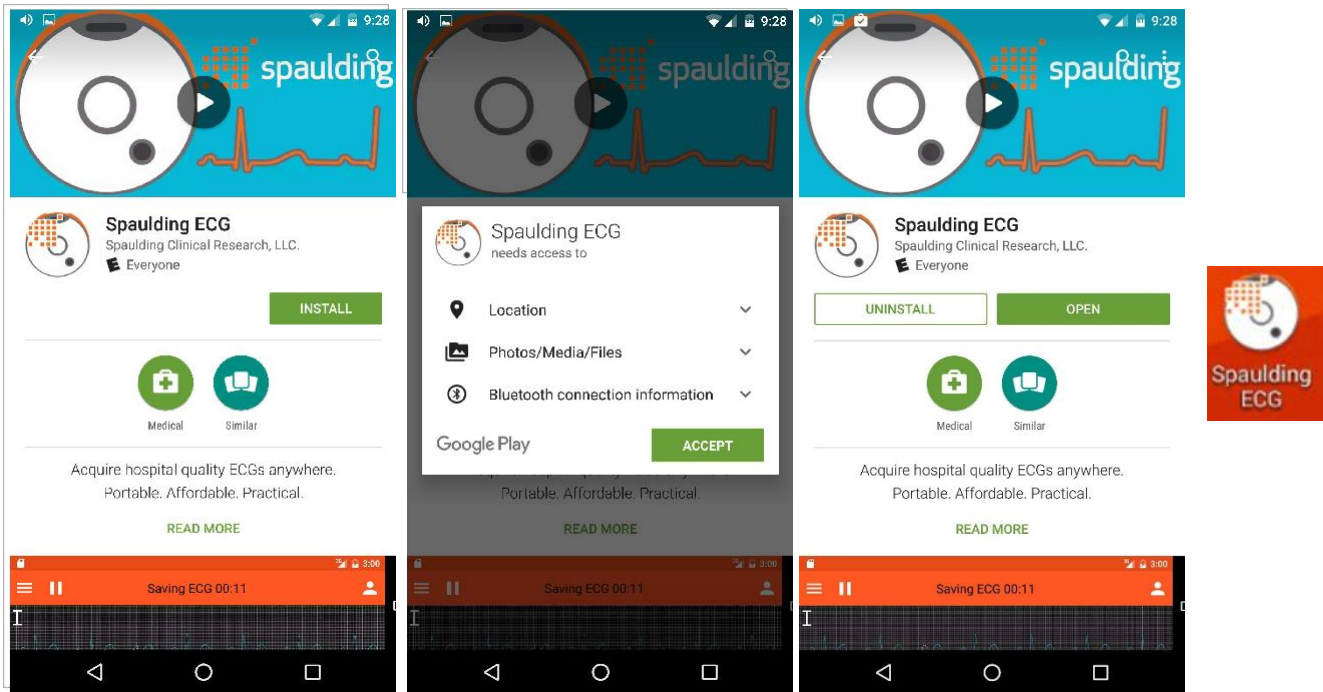 9:28
spaulding
Spaulding ECG
Spaulding Clinical Research, LLC.
E Everyone
INSTALL
Medical Similar
Acquire hospital quality ECGs anywhere.
Portable. Affordable. Practical.
READ MORE
3:00
Saving ECG 00:11
9:28
spaulding
Spaulding ECG
needs access to
Location
Photos/Media/Files
Bluetooth connection information
Google Play ACCEPT
Portable. Affordable. Practical.
READ MORE
3:00
Saving ECG 00:11
9:28
spaulding
Spaulding ECG
Spaulding Clinical Research, LLC.
E Everyone
UNINSTALL OPEN
Medical Similar
Acquire hospital quality ECGs anywhere.
Portable. Affordable. Practical.
READ MORE
3:00
Saving ECG 00:11
Spaulding
ECG